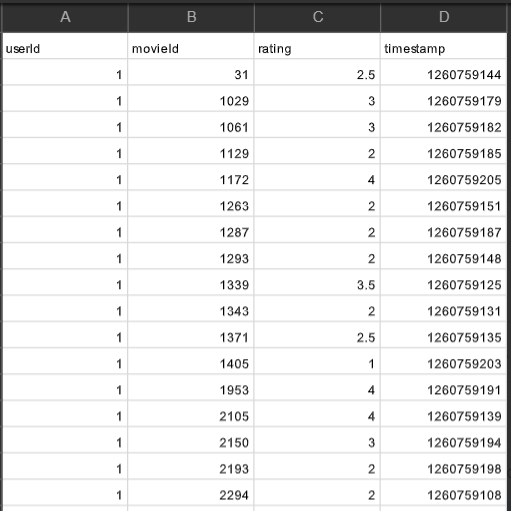 A B C D
userId movieId rating timestamp
1 31 2.5 1260759144
1 1029 3 1260759179
1 1061 3 1260759182
1 1129 2 1260759185
1 1172 4 1260759205
1 1263 2 1260759151
1 1287 2 1260759187
1 1293 2 1260759148
1 1339 3.5 1260759125
1 1343 2 1260759131
1 1371 2.5 1260759135
1 1405 1 1260759203
1 1953 4 1260759191
1 2105 4 1260759139
1 2150 3 1260759194
1 2193 2 1260759198
1 2294 2 1260759108